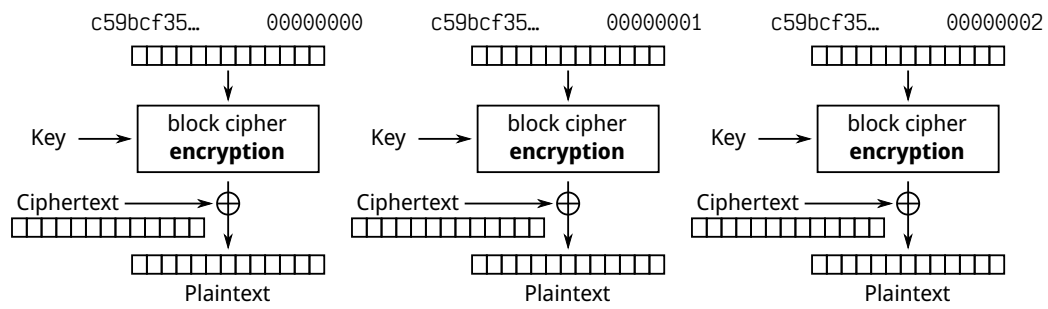 c59bcf35… 00000000 c59bcf35… 00000001 c59bcf35… 00000002
block cipher
encryption
Key
Ciphertext
Plaintext
block cipher
encryption
Key
Ciphertext
Plaintext
block cipher
encryption
Key
Ciphertext
Plaintext